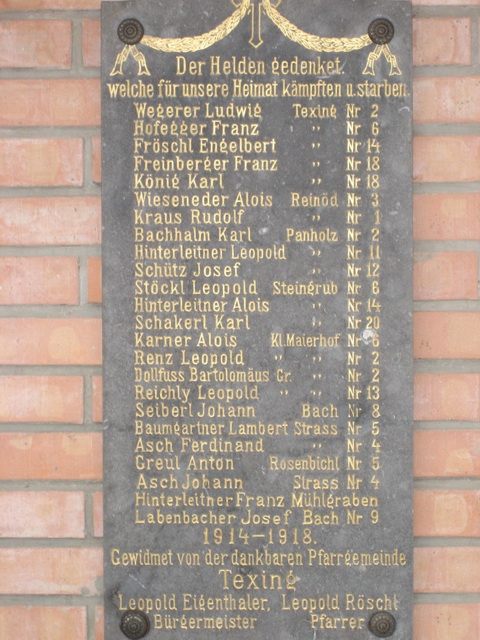 Der Helden gedenket.
welche für unsere Heimat kämpften u. starben.
Wegerer Ludwig Texing Nr 2
Hofegger Franz " Nr 6
Fröschl Engelbert " Nr 14
Freinberger Franz " Nr 18
König Karl " Nr 18
Wieseneder Alois Reinöd Nr 3
Kraus Rudolf " Nr 1
Bachhalm Karl Panholz Nr 2
Hinterleitner Leopold " Nr 11
Schütz Josef " Nr 12
Stöckl Leopold Steingrub Nr 6
Hinterleitner Alois " Nr 14
Schakerl Karl " Nr 20
Karner Alois Kl.Maierhof Nr 6
Renz Leopold " Nr 2
Dollfuss Bartolomäus Gr. " Nr 2
Reichly Leopold " " Nr 13
Seiberl Johann Bach Nr 8
Baumgartner Lambert Strass Nr 5
Asch Ferdinand " Nr 4
Greul Anton Rosenbichl Nr 5
Asch Johann Strass Nr 4
Hinterleitner Franz Mühlgraben
Labenbacher Josef Bach Nr 9
1914-1918.
Gewidmet von der dankbaren Pfarrgemeinde
Texing
Leopold Eigenthaler, Leopold Röschl
Bürgermeister Pfarrer